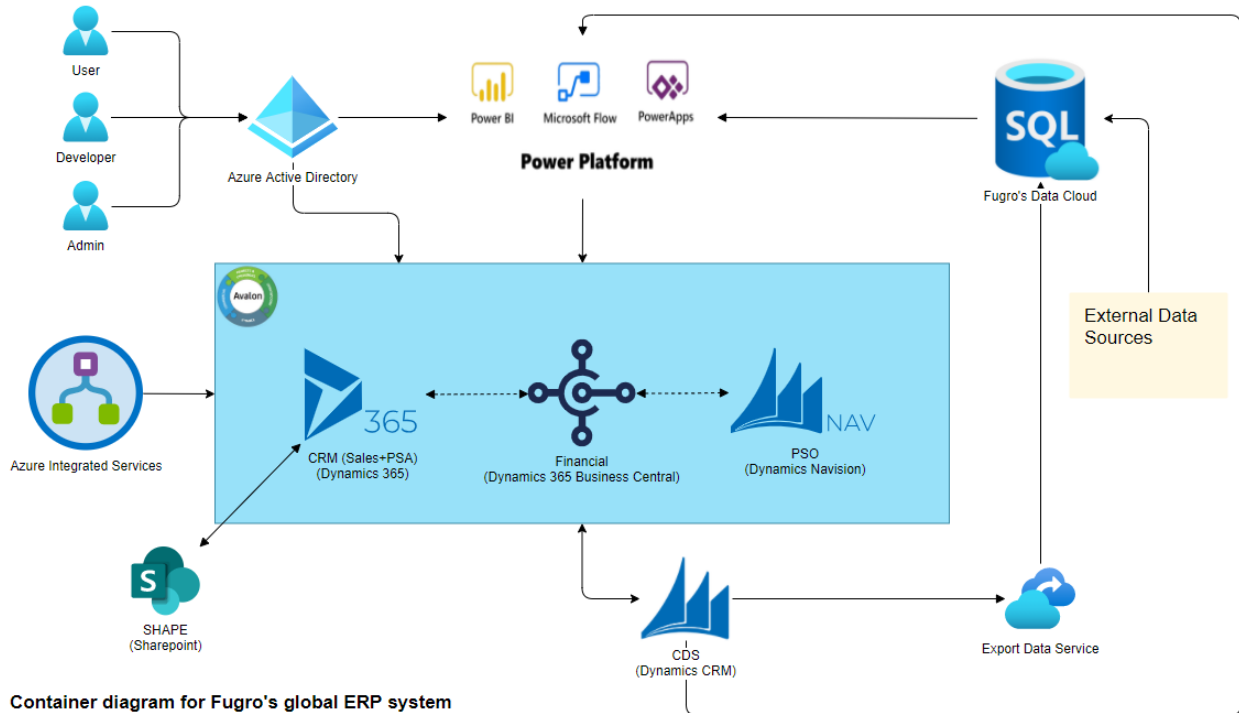 User
Developer
Admin
Azure Active Directory
Power BI
Microsoft Flow
PowerApps
Power Platform
SQL
Fugro's Data Cloud
External Data
Sources
Avalon
Azure Integrated Services
365
CRM (Sales+PSA)
(Dynamics 365)
Financial
(Dynamics 365 Business Central)
NAV
PSO
(Dynamics Navision)
S
SHAPE
(Sharepoint)
CDS
(Dynamics CRM)
Export Data Service
Container diagram for Fugro's global ERP system